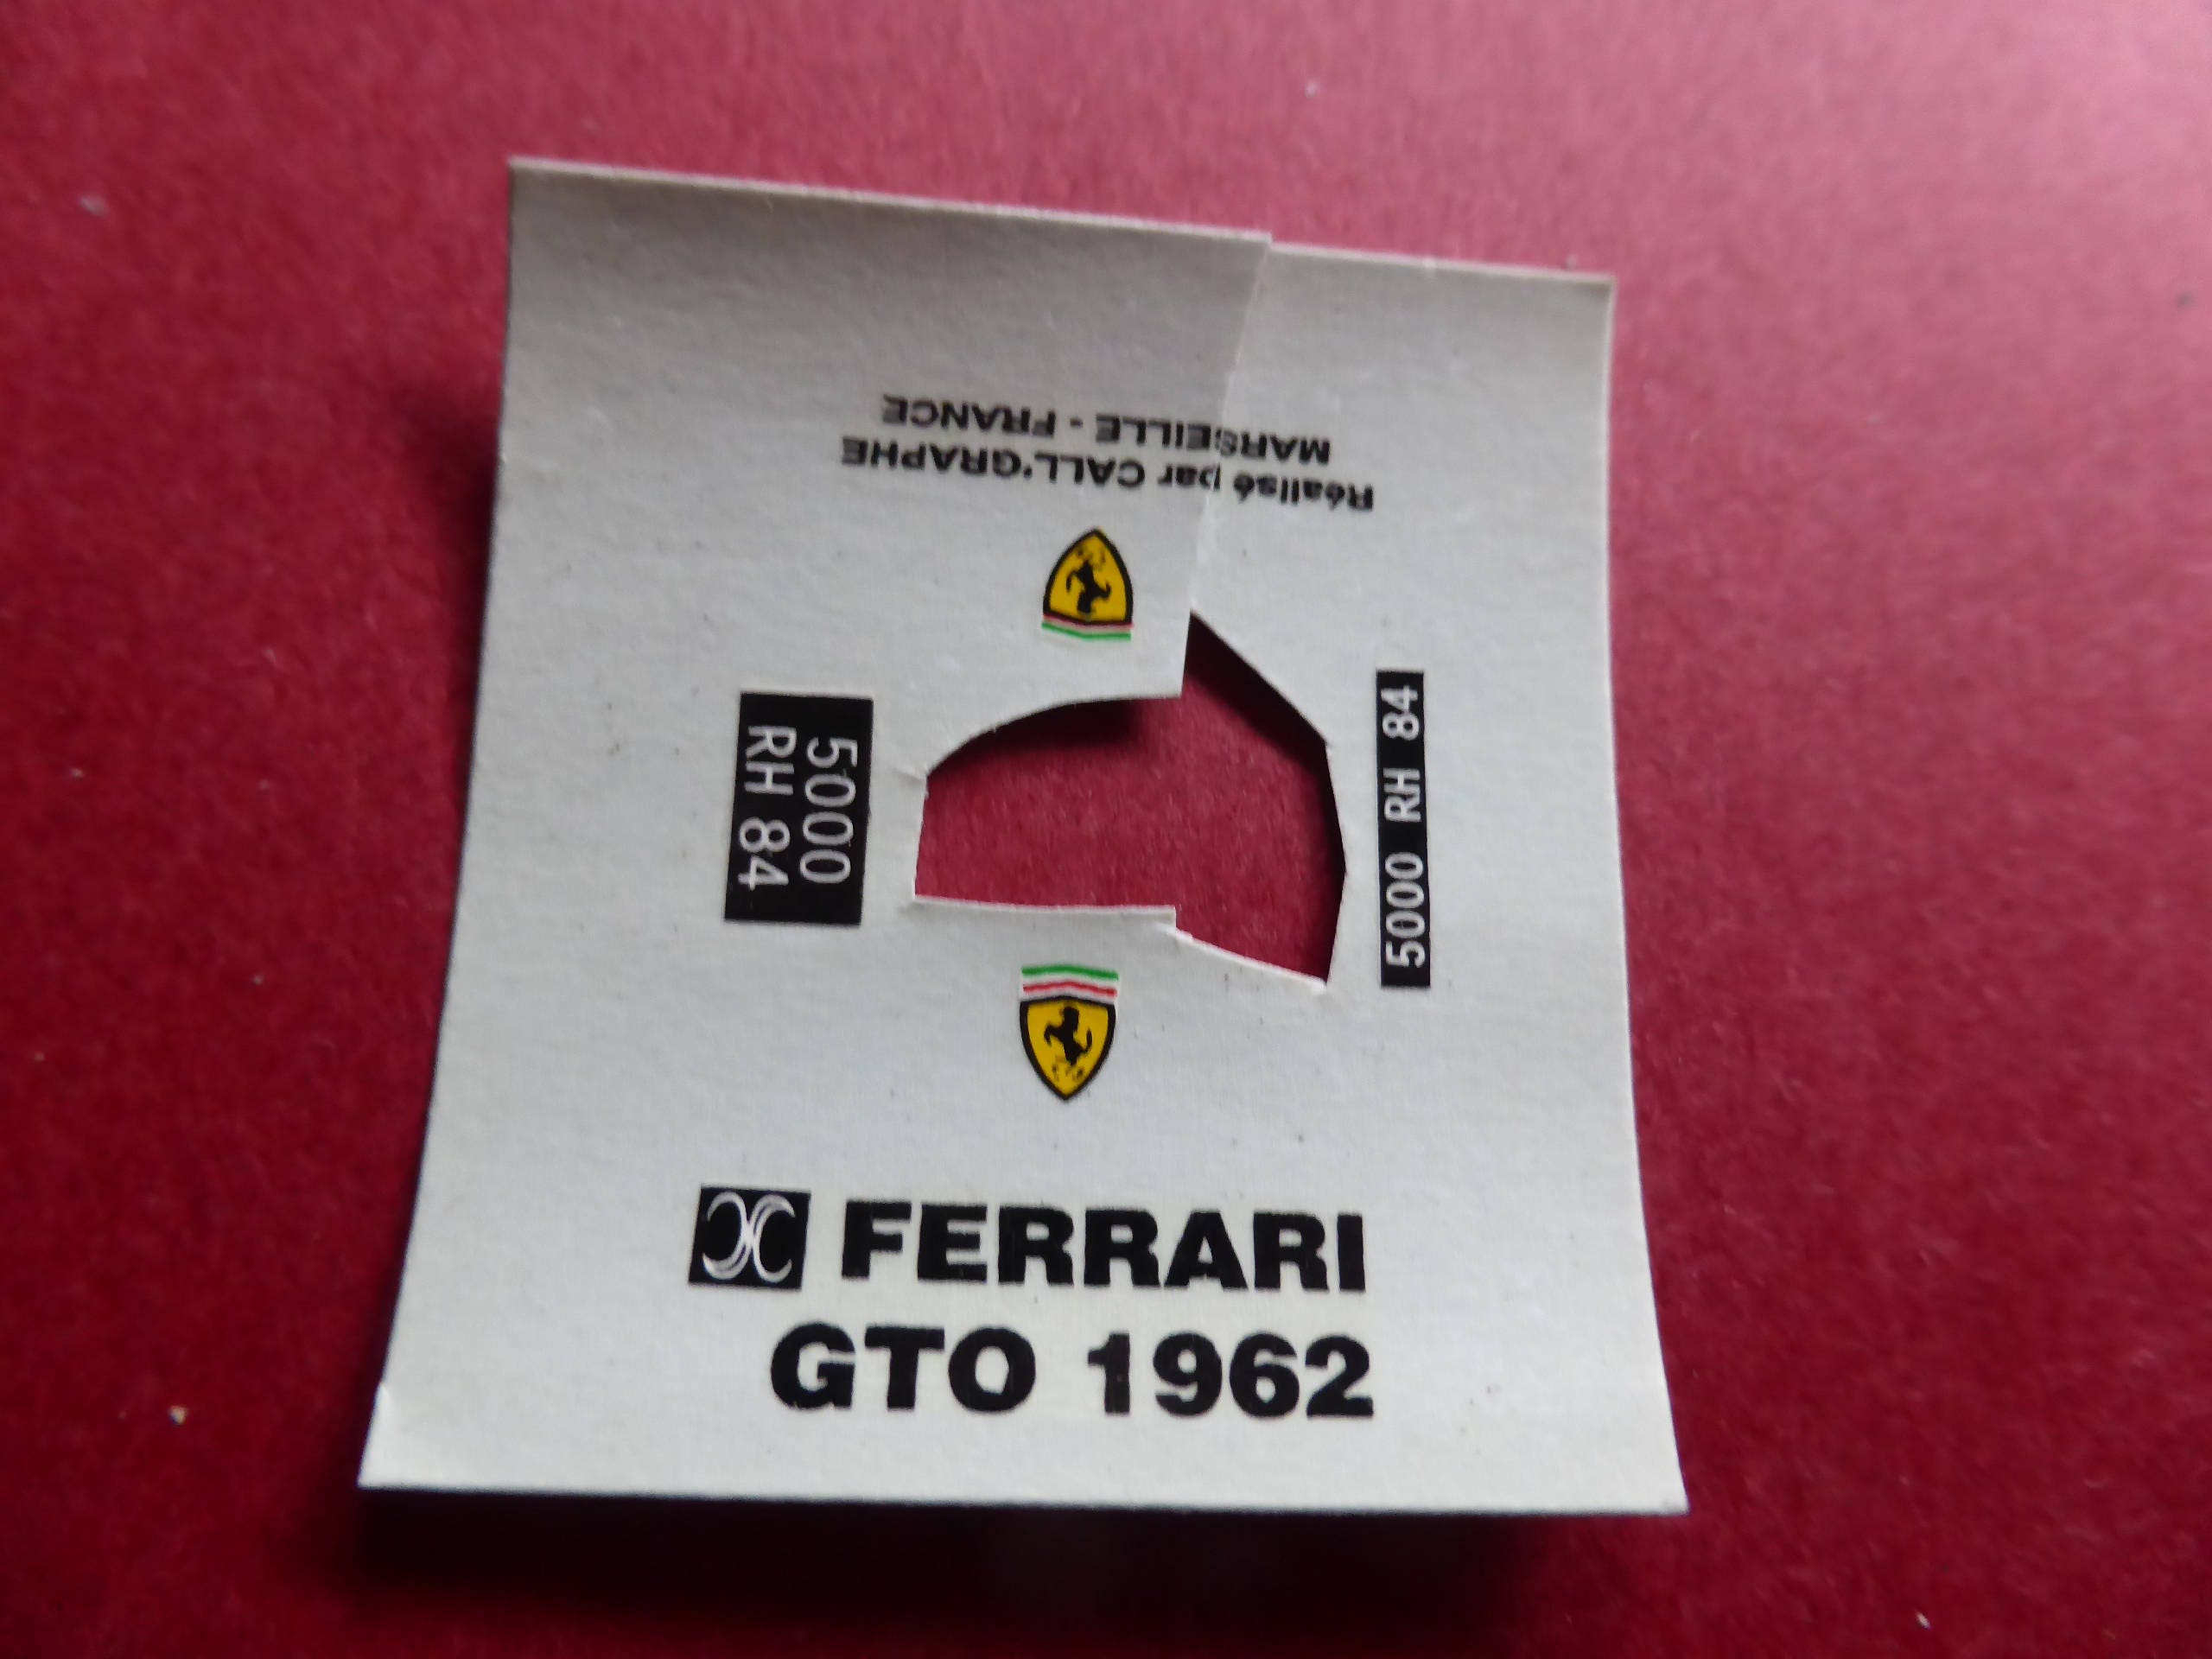 Réalisé par CALL'GRAPHE
MARSEILLE - FRANCE
5000
RH 84
5000 RH 84
FERRARI
GTO 1962